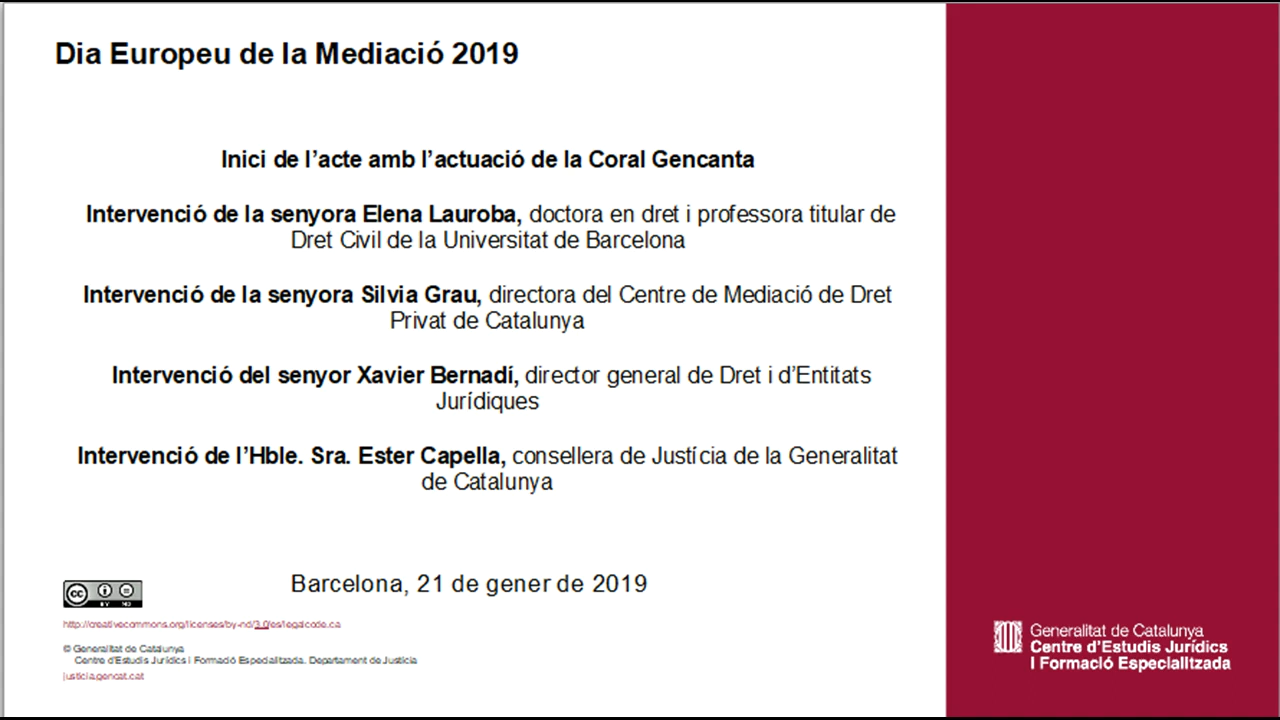 Dia Europeu de la Mediació 2019
Inici de l’acte amb l’actuació de la Coral Gencanta
Intervenció de la senyora Elena Lauroba, doctora en dret i professora titular de
Dret Civil de la Universitat de Barcelona
Intervenció de la senyora Silvia Grau, directora del Centre de Mediació de Dret
Privat de Catalunya
Intervenció del senyor Xavier Bernadí, director general de Dret i d’Entitats
Jurídiques
Intervenció de l’Hble. Sra. Ester Capella, consellera de Justícia de la Generalitat
de Catalunya
Barcelona, 21 de gener de 2019
cc
BY ND
http://creativecommons.org/licenses/by-nd/3.0/es/legalcode.ca
© Generalitat de Catalunya
Centre d'Estudis Jurídics i Formació Especialitzada. Departament de Justícia
justicia.gencat.cat
Generalitat de Catalunya
Centre d’Estudis Jurídics
i Formació Especialitzada